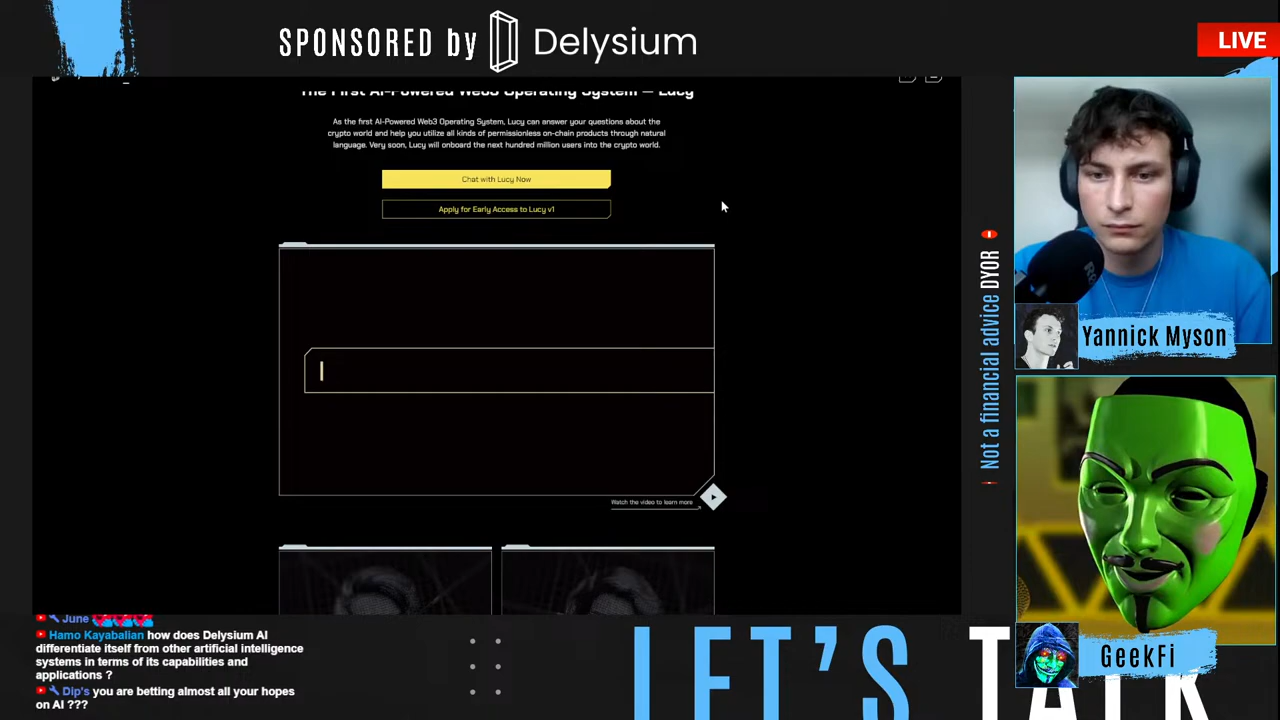 SPONSORED by Delysium
LIVE
The First AI-Powered Web3 Operating System — Lucy
As the first AI-Powered Web3 Operating System, Lucy can answer your questions about the
crypto world and help you utilize all kinds of permissionless on-chain products through natural
language. Very soon, Lucy will onboard the next hundred million users into the crypto world.
Chat with Lucy Now
Apply for Early Access to Lucy v1
Watch the video to learn more
Not a financial advice DYOR
Yannick Myson
GeekFi
June
Hamo Kayabalian how does Delysium AI
differentiate itself from other artificial intelligence
systems in terms of its capabilities and
applications ?
Dip's you are betting almost all your hopes
on AI ???
LET'S TALK